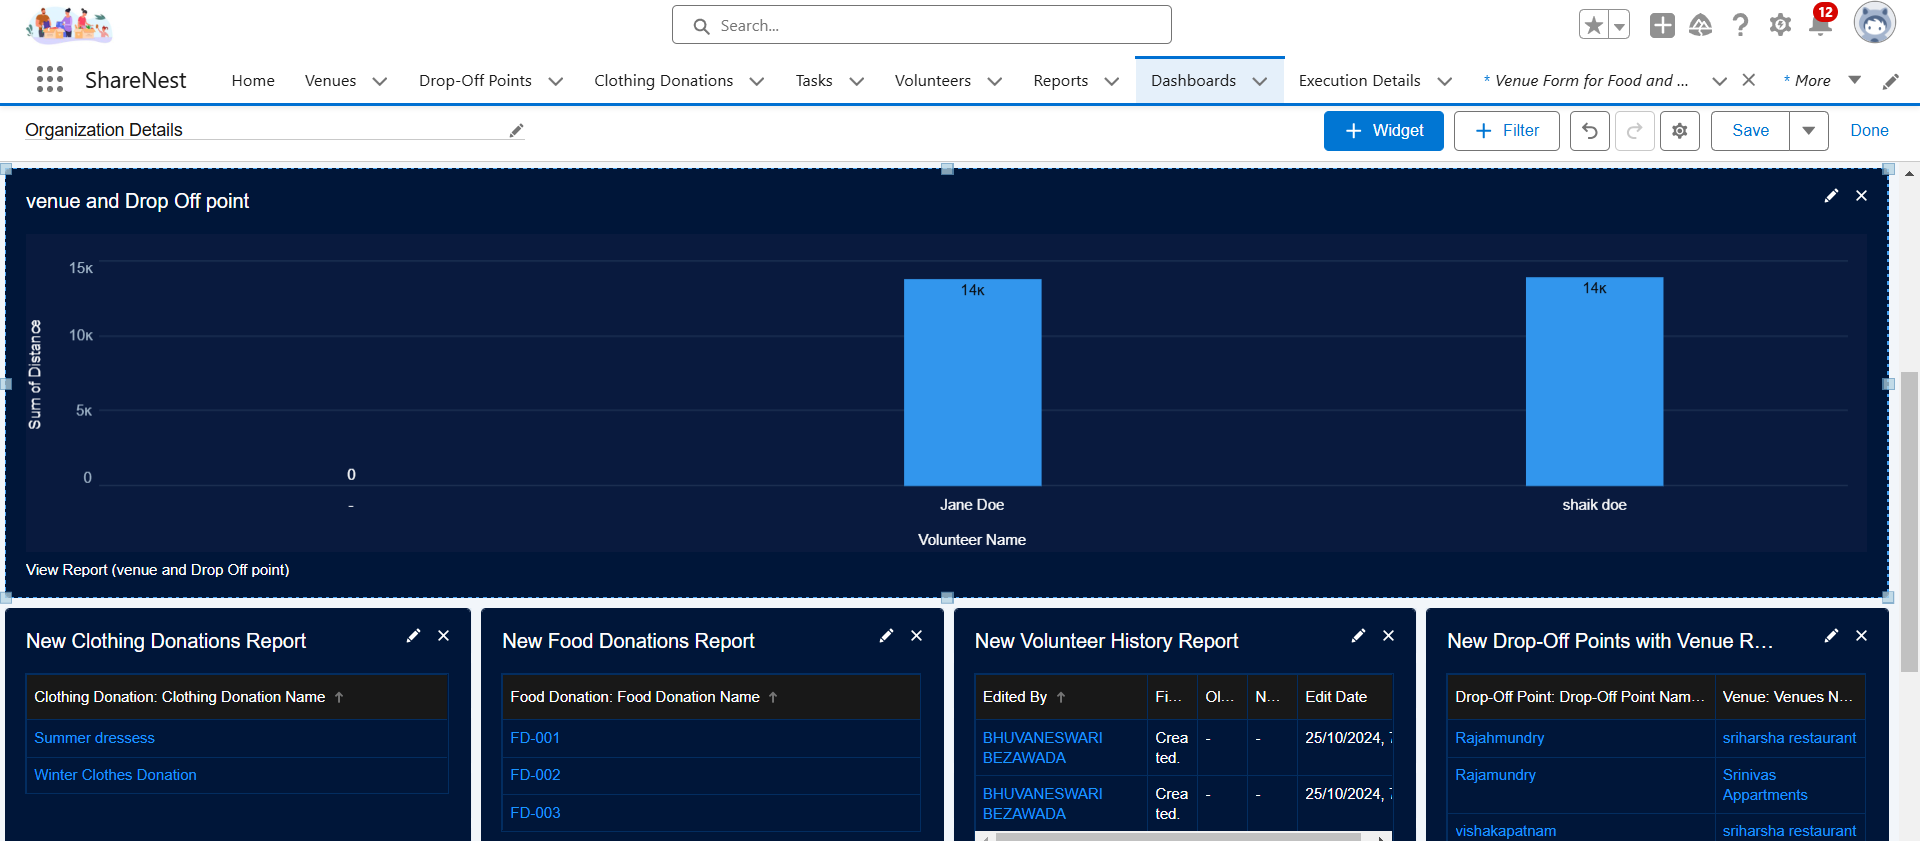 Search...
12
ShareNest
Home
Venues
Drop-Off Points
Clothing Donations
Tasks
Volunteers
Reports
Dashboards
Execution Details
* Venue Form for Food and ...
* More
Organization Details
+ Widget
+ Filter
Save
Done
venue and Drop Off point
Sum of Distance
15K
10K
5K
0
0
14K
14K
-
Jane Doe
shaik doe
Volunteer Name
View Report (venue and Drop Off point)
New Clothing Donations Report
Clothing Donation: Clothing Donation Name ↑
Summer dressess
Winter Clothes Donation
New Food Donations Report
Food Donation: Food Donation Name ↑
FD-001
FD-002
FD-003
New Volunteer History Report
Edited By ↑ Fi... Ol... N... Edit Date
BHUVANESWARI BEZAWADA Created. - - 25/10/2024,
BHUVANESWARI BEZAWADA Created. - - 25/10/2024,
New Drop-Off Points with Venue R...
Drop-Off Point: Drop-Off Point Nam... Venue: Venues N...
Rajahmundry sriharsha restaurant
Rajamundry Srinivas Appartments
vishakapatnam sriharsha restaurant